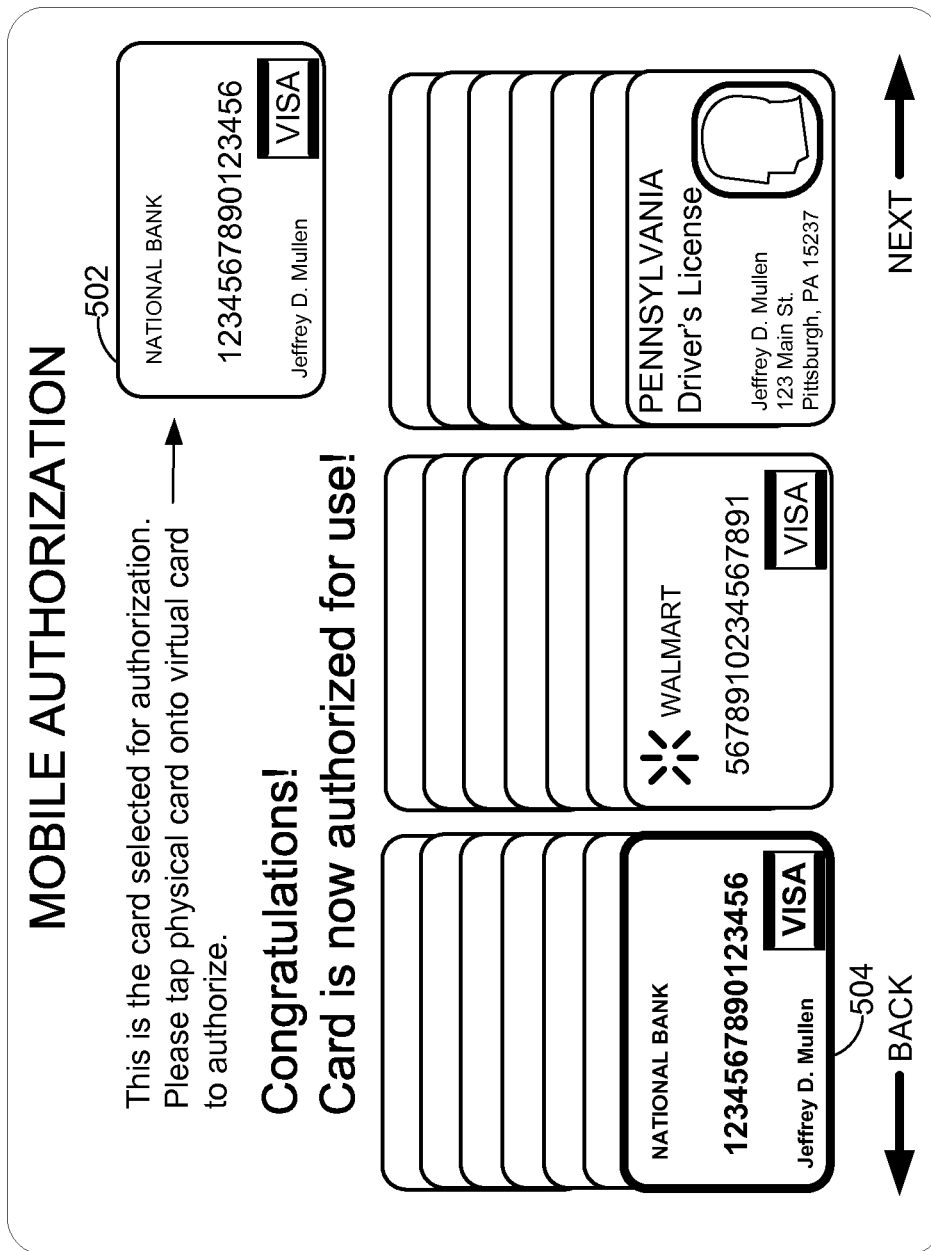 MOBILE AUTHORIZATION
This is the card selected for authorization.
Please tap physical card onto virtual card
to authorize.
502
NATIONAL BANK
1234567890123456
Jeffrey D. Mullen
VISA
Congratulations!
Card is now authorized for use!
NATIONAL BANK
1234567890123456
Jeffrey D. Mullen
VISA
504
WALMART
5678910234567891
VISA
PENNSYLVANIA
Driver's License
Jeffrey D. Mullen
123 Main St.
Pittsburgh, PA 15237
BACK
NEXT